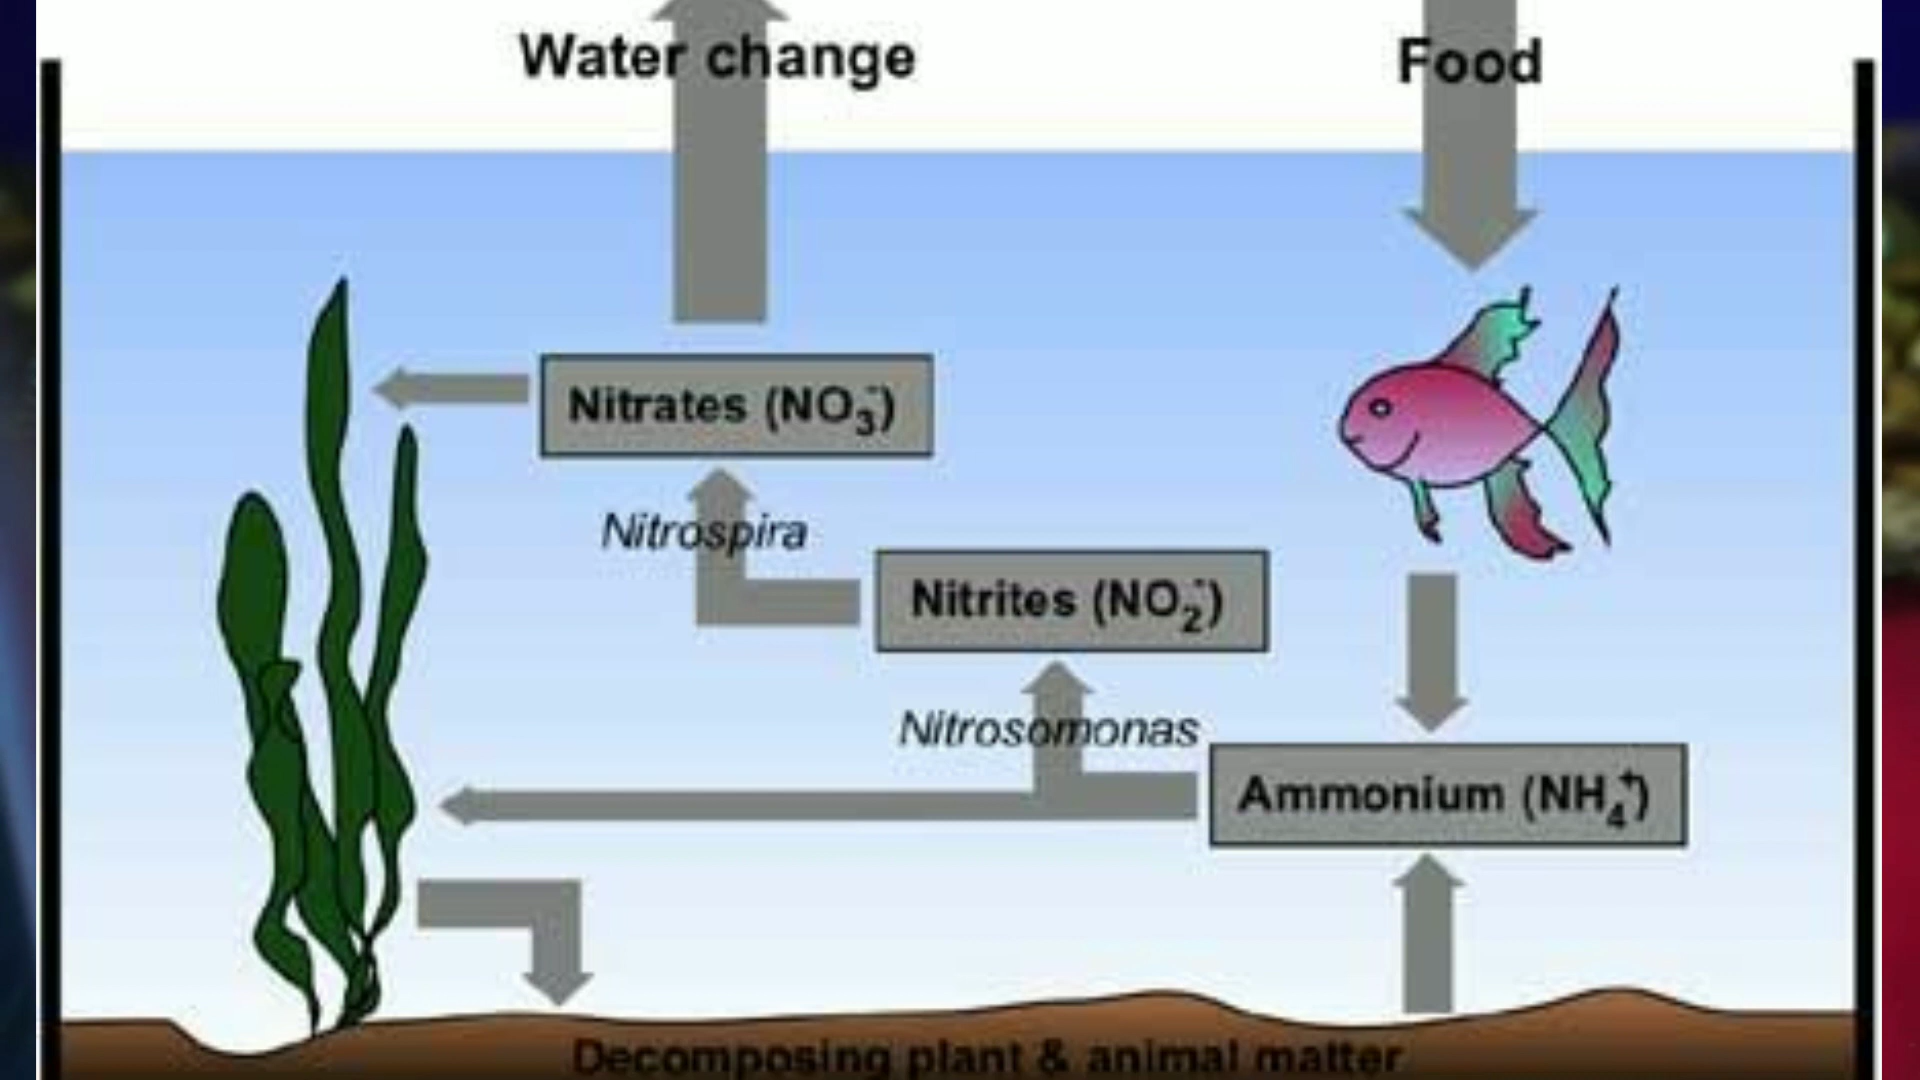 Water change
Food
Nitrates (NO₃⁻)
Nitrospira
Nitrites (NO₂⁻)
Nitrosomonas
Ammonium (NH₄⁺)
Decomposing plant & animal matter